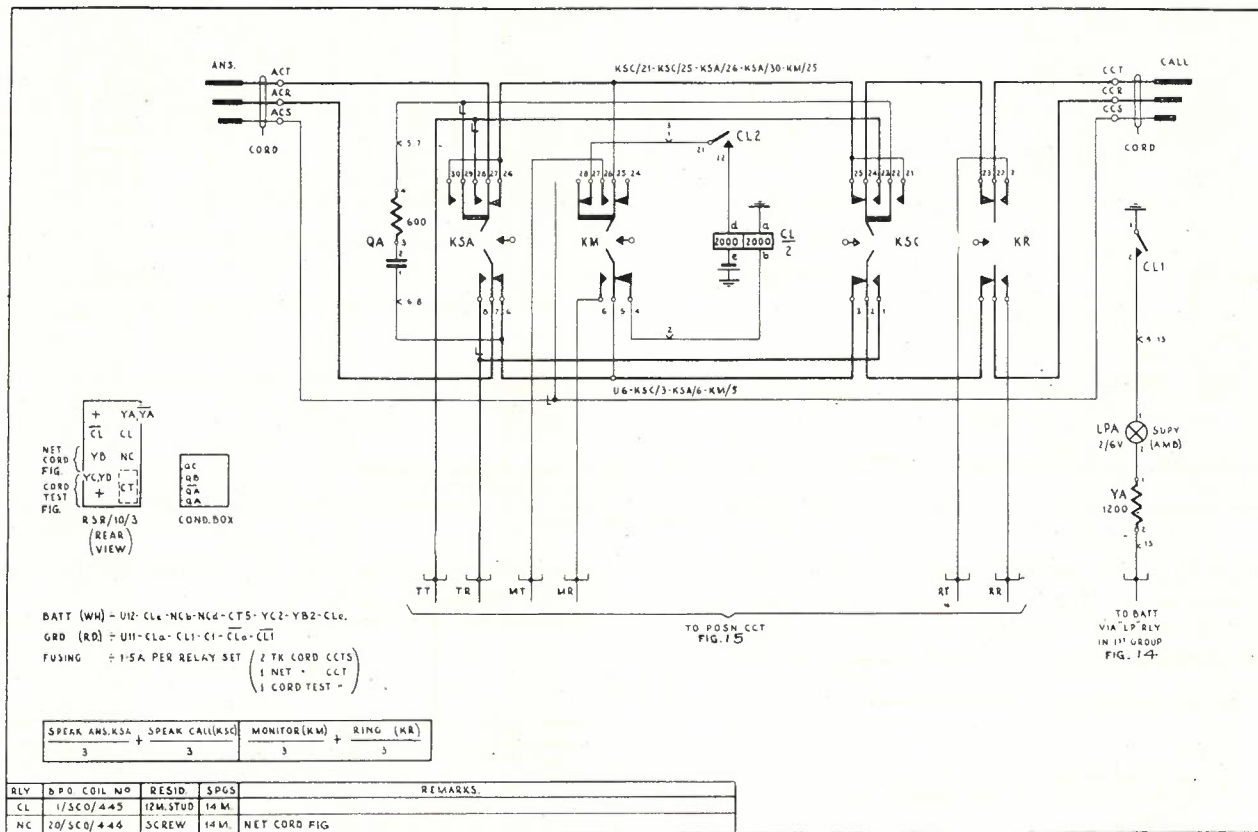 ANS.
ACT
ACR
ACS
CORD
KSC/21-KSC/25-KSA/26-KSA/30-KM/25
CCT
CCR
CCS
CALL
CORD
5.7
4
600
QA
3
2
1
6.8
30 29 28 27 26
KSA
8 7 6
28 27 26 25 24
KM
6 5 4
3
21
CL2
22
d a
2000 2000
e b
CL
2
2
25 24 23 22 21
KSC
3 2 1
KR
1
2
CL1
U6-KSC/3-KSA/6-KM/5
LPA
2/6V
SUPY
(AMB)
1
2
YA
1200
1
2
15
+ YA,YA
CL CL
YB NC
YC,YD
+ CT
NET
CORD
FIG.
CORD
TEST
FIG.
RSR/10/3
(REAR
VIEW)
QC
QB
QA
QA
COND.BOX
TT TR MT MR RT RR
TO POSN CCT
FIG.15
TO BATT
VIA "LP" RLY
IN 1ST GROUP
FIG. 14.
BATT (WH) - U12- CLe -NCb-NCd-CT5- YC2-YB2-CLe.
GRD (RD) - U11-CLa- CL1-C1-CLa-CL1
FUSING - 1·5A PER RELAY SET (2 TK CORD CCTS
1 NET " CCT
1 CORD TEST ")
SPEAK ANS.KSA + SPEAK CALL(KSC) MONITOR(KM) + RING (KR)
3 3 3 3
RLY B.P.O. COIL No RESID. SPGS REMARKS.
CL 1/SCO/445 12M.STUD 14 M.
NC 20/SCO/444 SCREW 14M. NET CORD FIG